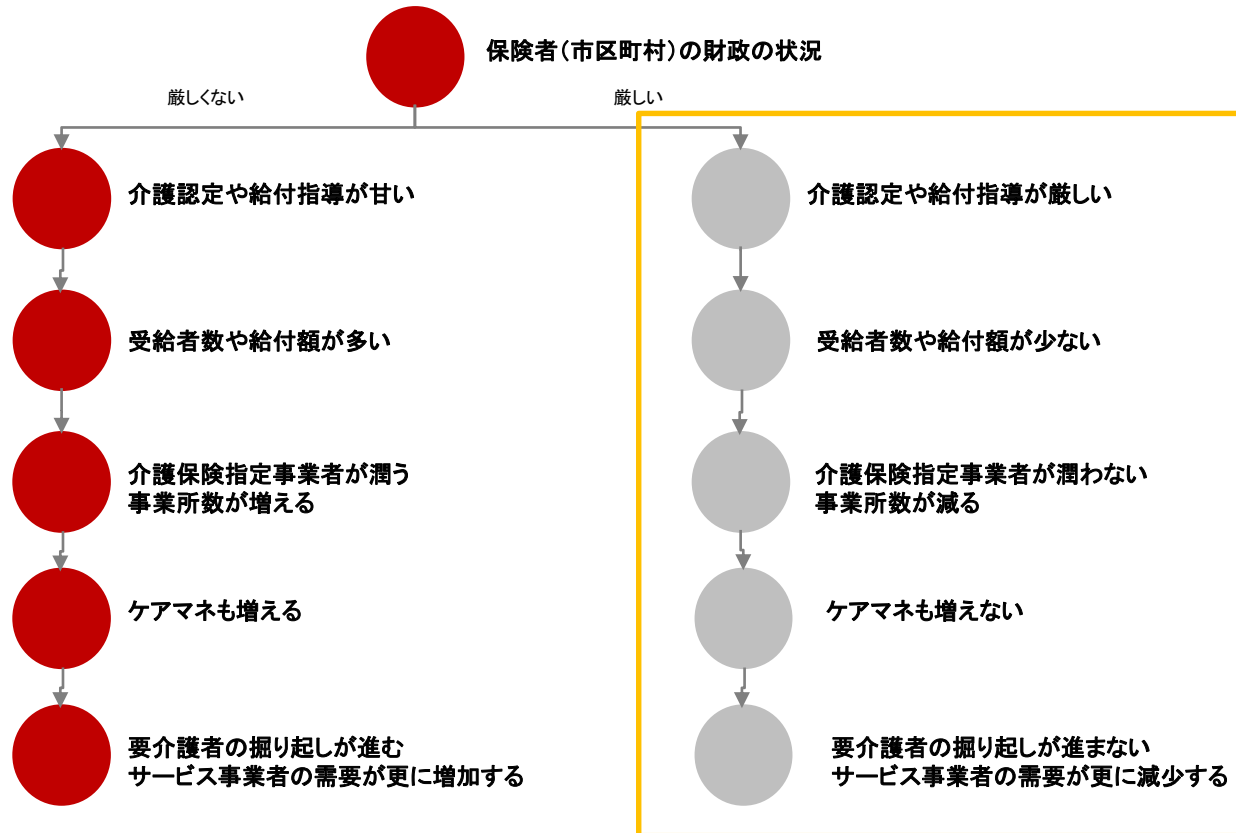 保険者(市区町村)の財政の状況
厳しくない
厳しい
介護認定や給付指導が甘い
受給者数や給付額が多い
介護保険指定事業者が潤う
事業所数が増える
ケアマネも増える
要介護者の掘り起しが進む
サービス事業者の需要が更に増加する
介護認定や給付指導が厳しい
受給者数や給付額が少ない
介護保険指定事業者が潤わない
事業所数が減る
ケアマネも増えない
要介護者の掘り起しが進まない
サービス事業者の需要が更に減少する